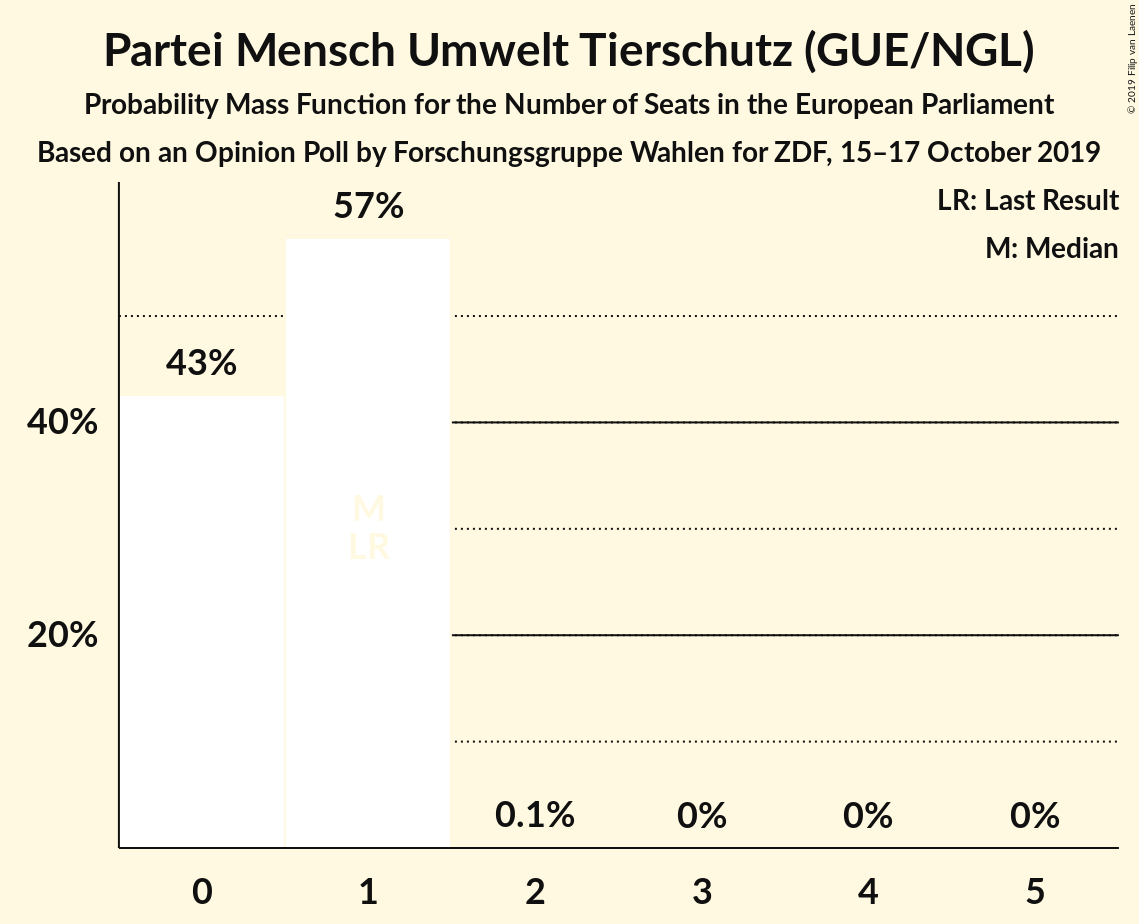 Partei Mensch Umwelt Tierschutz (GUE/NGL)
Probability Mass Function for the Number of Seats in the European Parliament
Based on an Opinion Poll by Forschungsgruppe Wahlen for ZDF, 15–17 October 2019
© 2019 Filip van Laenen
LR: Last Result
M: Median
57%
43%
40%
M
LR
20%
0.1%
0%
0%
0%
0
1
2
3
4
5